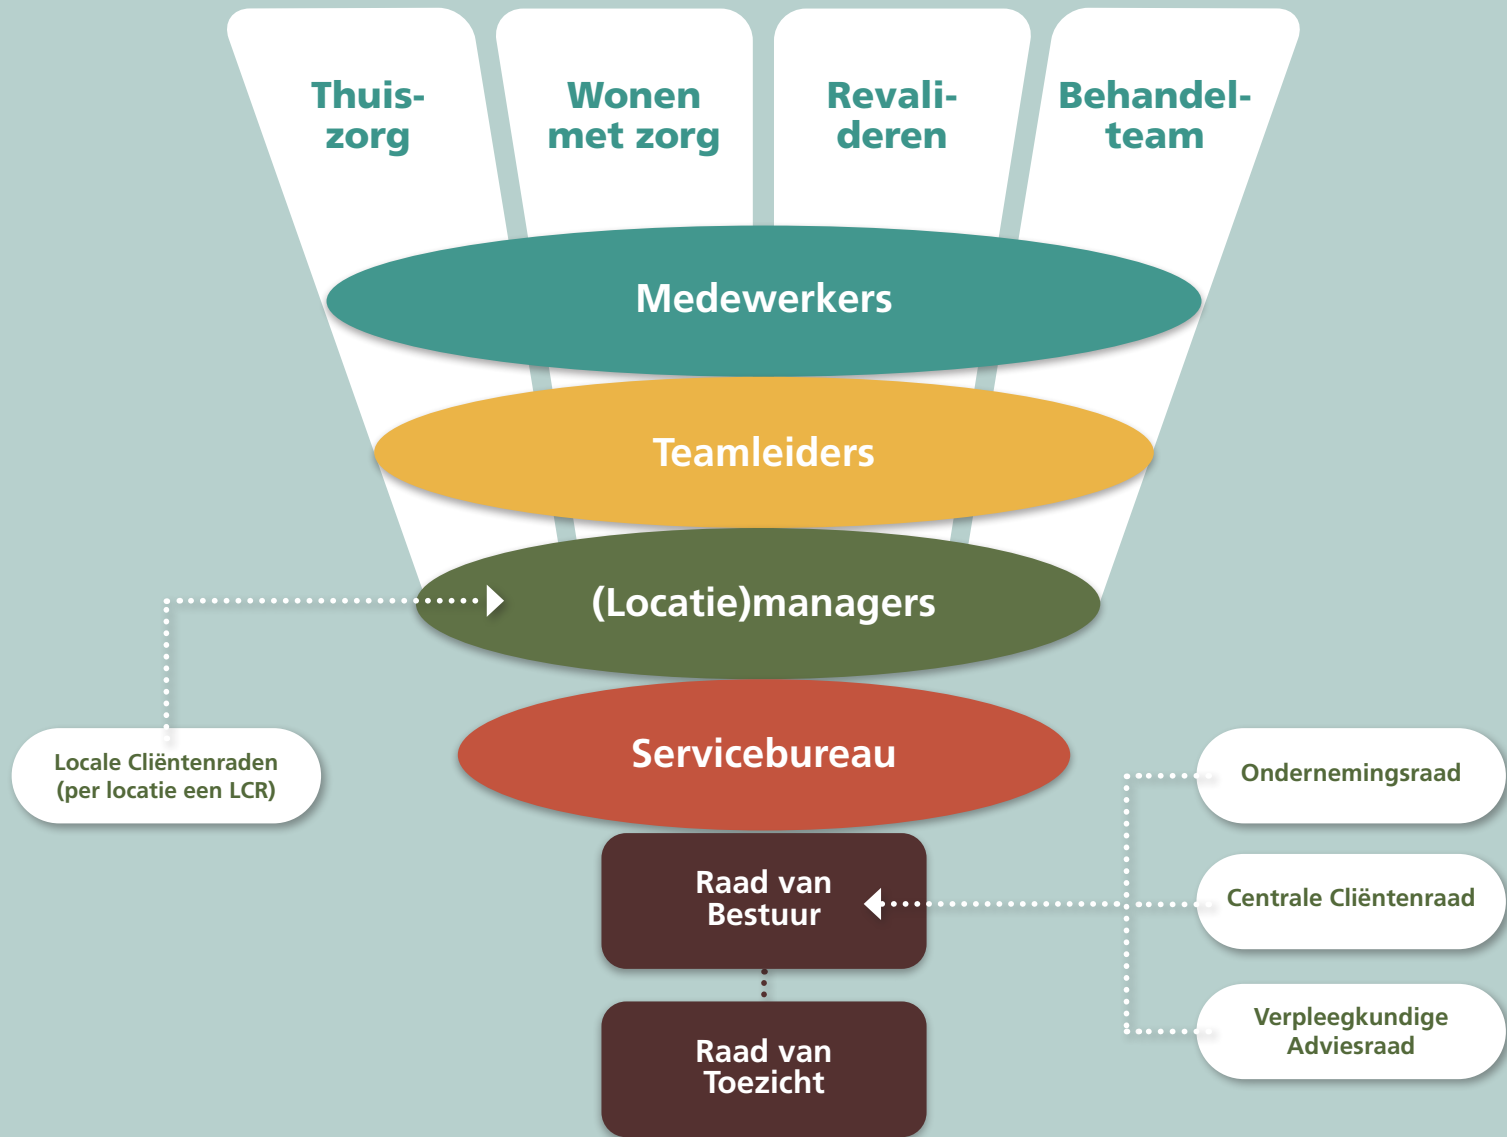 Thuis-
zorg
Wonen
met zorg
Revali-
deren
Behandel-
team
Medewerkers
Teamleiders
(Locatie)managers
Servicebureau
Locale Cliëntenraden
(per locatie een LCR)
Ondernemingsraad
Raad van
Bestuur
Centrale Cliëntenraad
Verpleegkundige
Adviesraad
Raad van
Toezicht